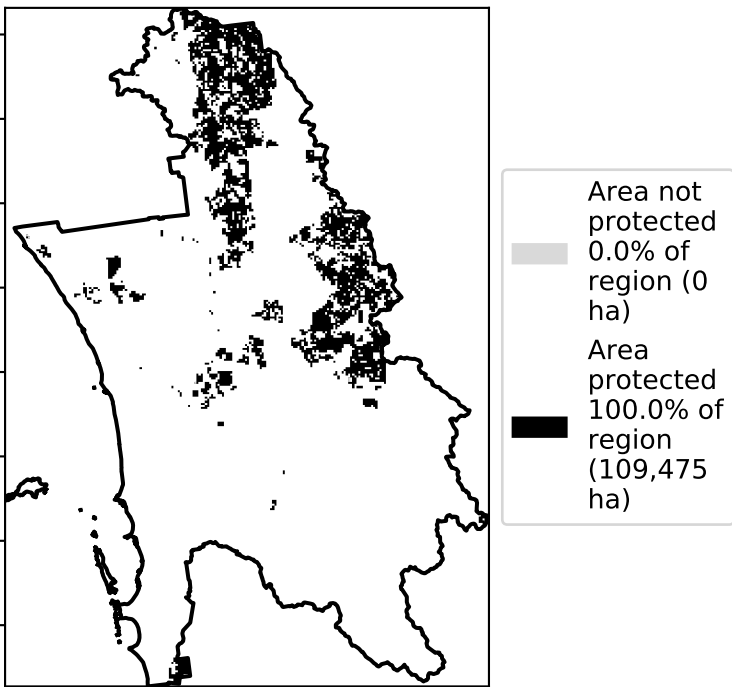 Area not
protected
0.0% of
region (0
ha)
Area
protected
100.0% of
region
(109,475
ha)